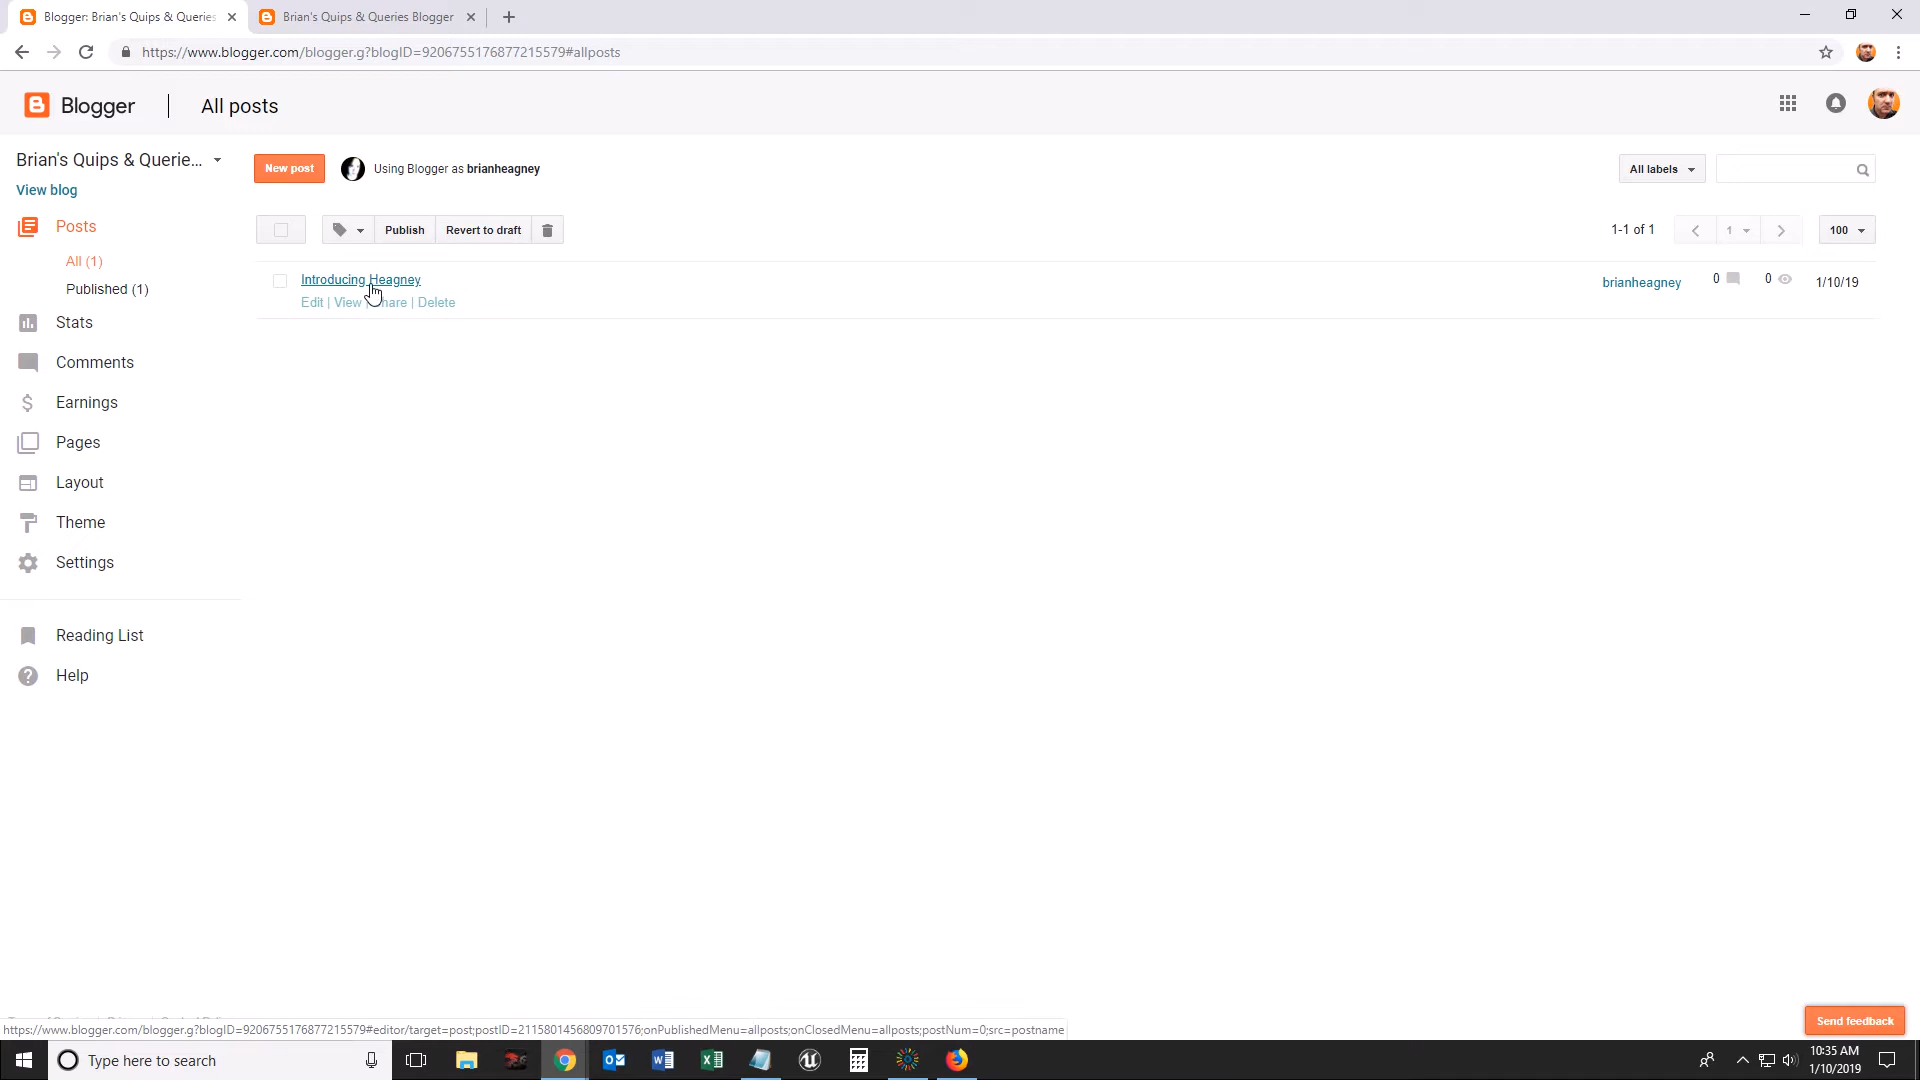 Blogger: Brian's Quips & Queries
Brian's Quips & Queries Blogger
https://www.blogger.com/blogger.g?blogID=9206755176877215579#allposts
Blogger
All posts
Brian's Quips & Querie...
New post
Using Blogger as brianheagney
All labels
View blog
Posts
All (1)
Published (1)
Stats
Comments
Earnings
Pages
Layout
Theme
Settings
Reading List
Help
Publish
Revert to draft
1-1 of 1
1
100
Introducing Heagney
Edit | View | Share | Delete
brianheagney
0
0
1/10/19
Send feedback
https://www.blogger.com/blogger.g?blogID=9206755176877215579#editor/target=post;postID=2115801456809701576;onPublishedMenu=allposts;onClosedMenu=allposts;postNum=0;src=postname
Type here to search
10:35 AM
1/10/2019